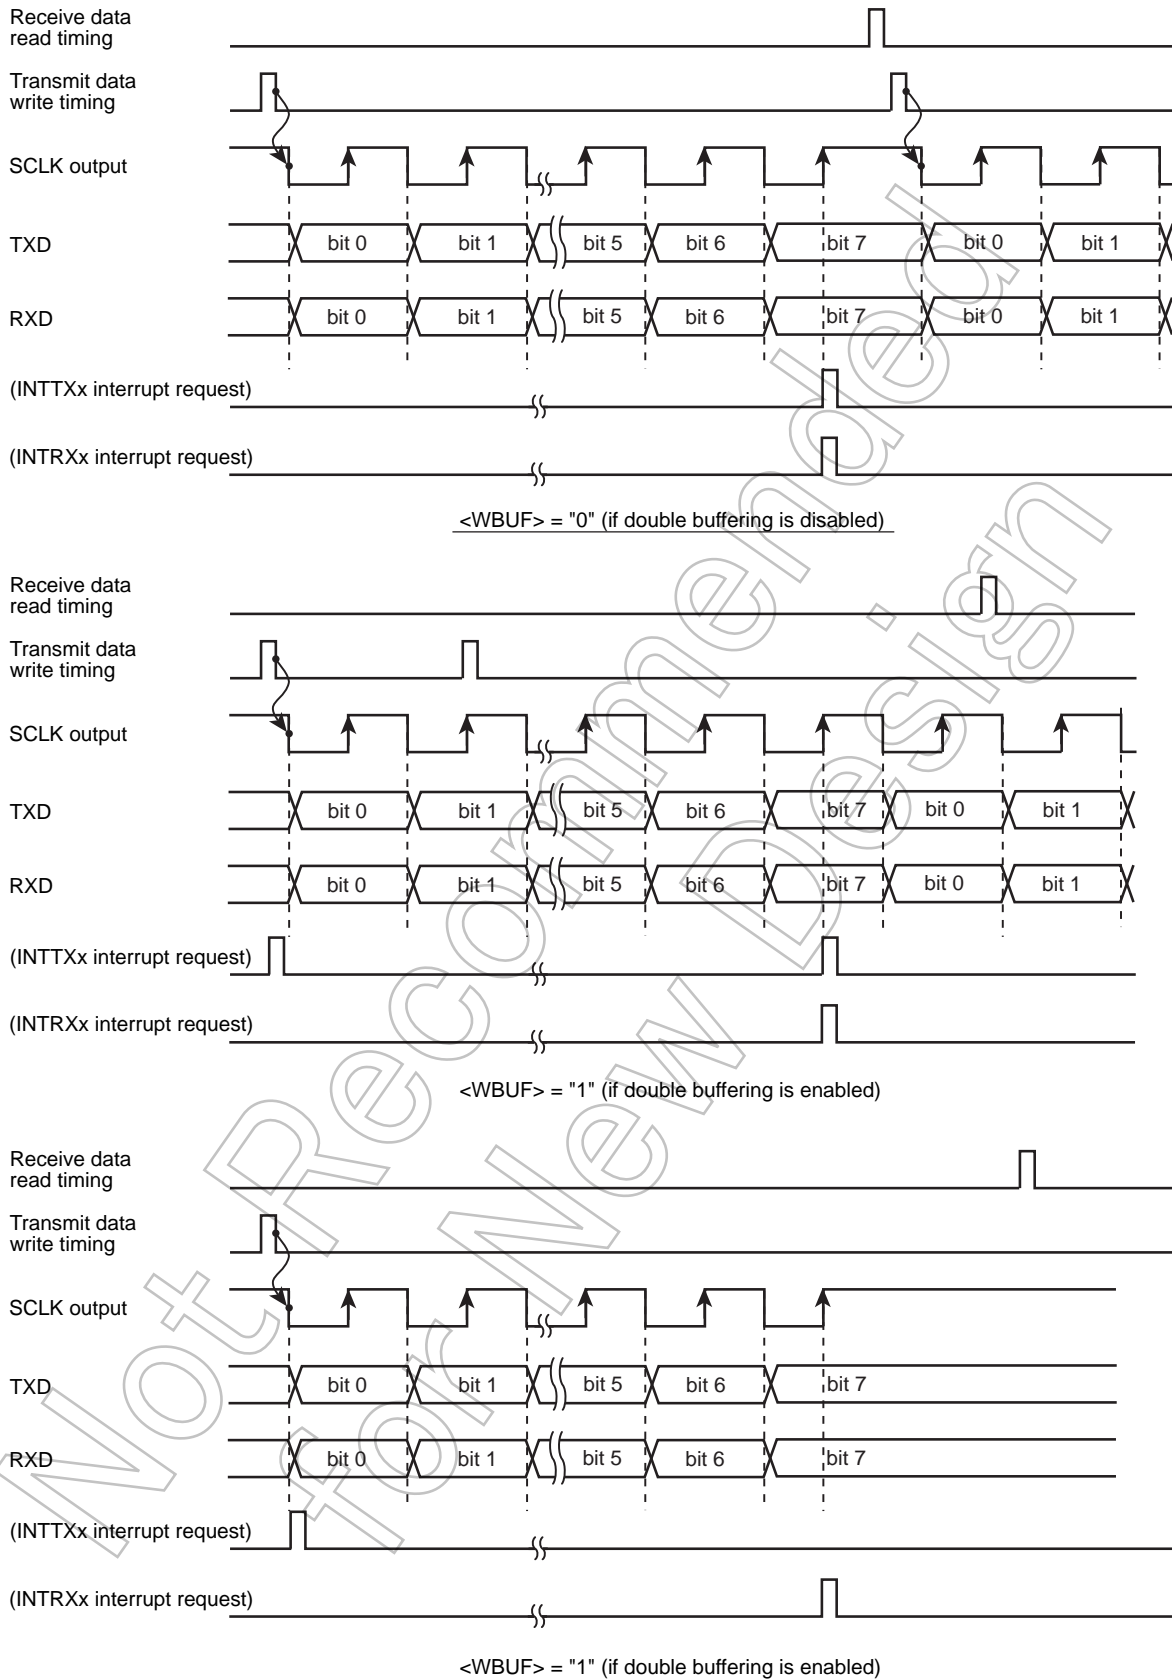 Receive data
read timing
Transmit data
write timing
SCLK output
TXD bit 0 bit 1 bit 5 bit 6 bit 7 bit 0 bit 1
RXD bit 0 bit 1 bit 5 bit 6 bit 7 bit 0 bit 1
(INTTXx interrupt request)
(INTRXx interrupt request)
<WBUF> = "0" (if double buffering is disabled)
Receive data
read timing
Transmit data
write timing
SCLK output
TXD bit 0 bit 1 bit 5 bit 6 bit 7 bit 0 bit 1
RXD bit 0 bit 1 bit 5 bit 6 bit 7 bit 0 bit 1
(INTTXx interrupt request)
(INTRXx interrupt request)
<WBUF> = "1" (if double buffering is enabled)
Receive data
read timing
Transmit data
write timing
SCLK output
TXD bit 0 bit 1 bit 5 bit 6 bit 7
RXD bit 0 bit 1 bit 5 bit 6 bit 7
(INTTXx interrupt request)
(INTRXx interrupt request)
<WBUF> = "1" (if double buffering is enabled)
Not Recommended
for New Design